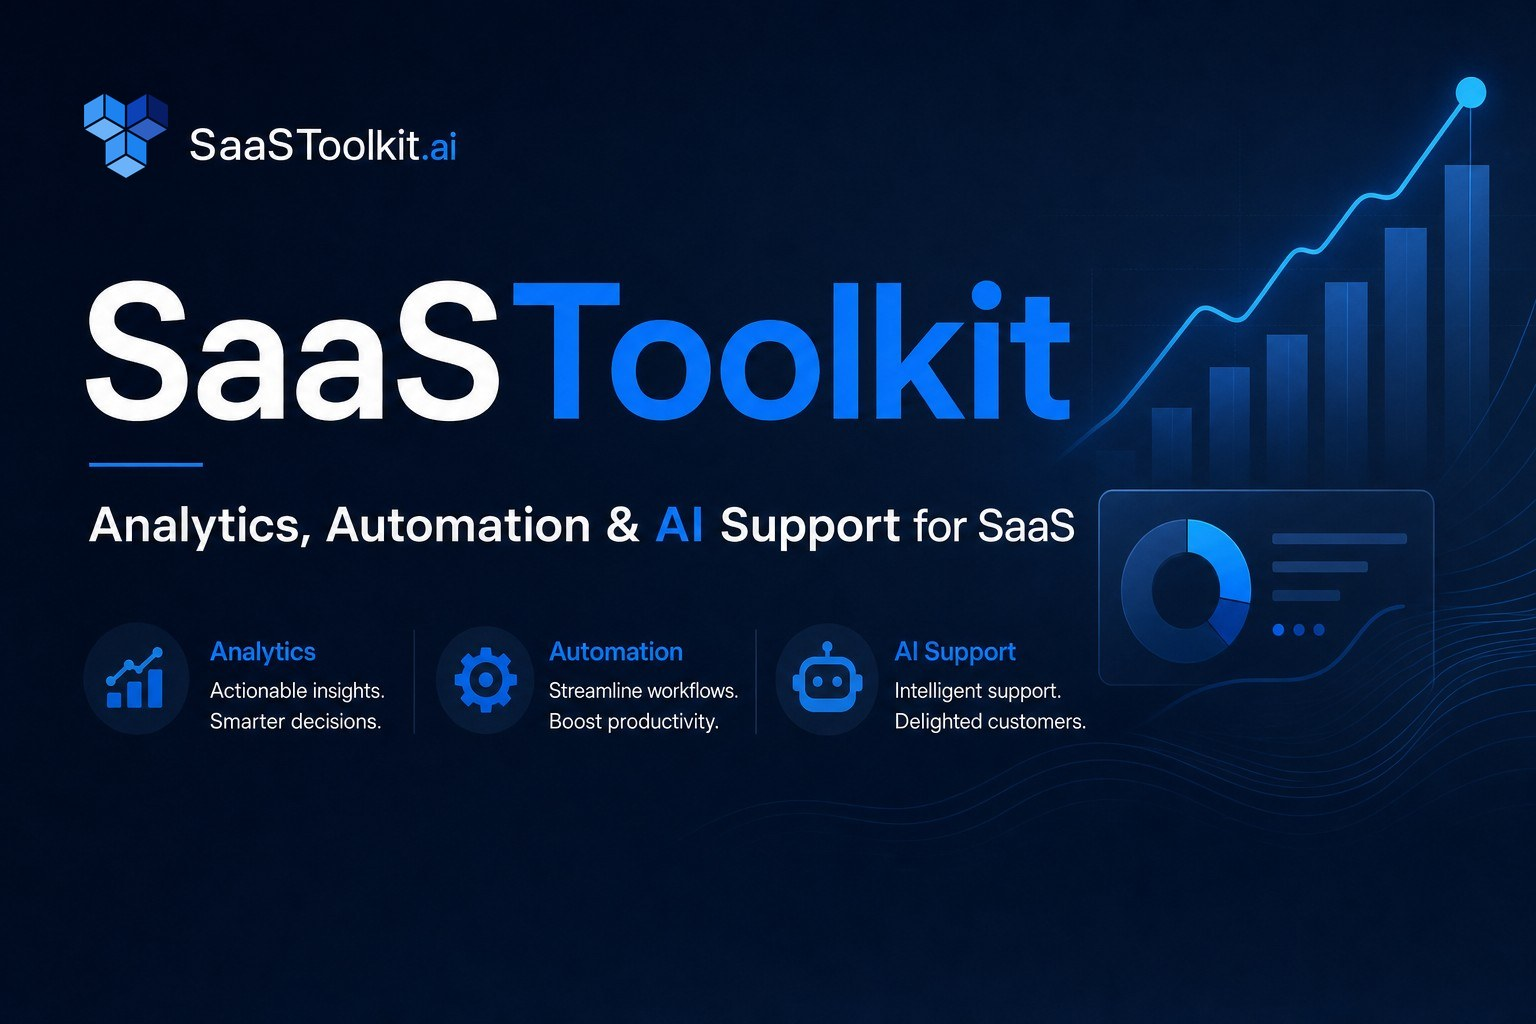 SaaSToolkit.ai
SaaSToolkit
Analytics, Automation & AI Support for SaaS
Analytics
Actionable insights.
Smarter decisions.
Automation
Streamline workflows.
Boost productivity.
AI Support
Intelligent support.
Delighted customers.